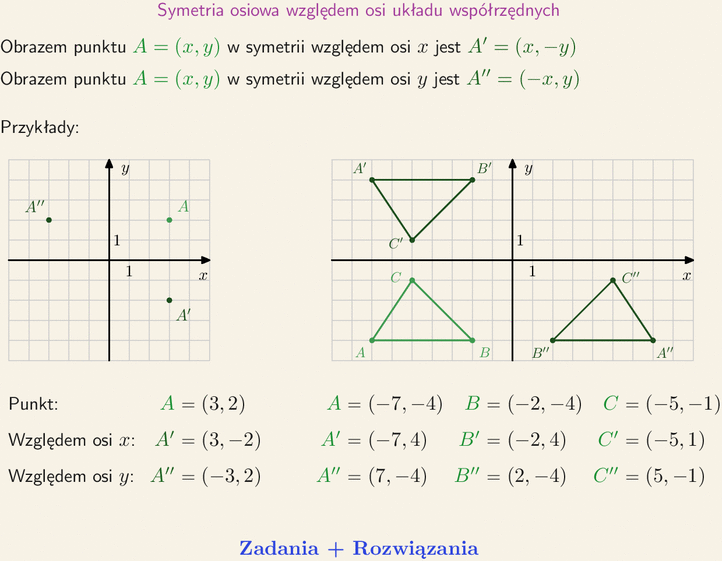 Symetria osiowa względem osi układu współrzędnych
Obrazem punktu A = (x, y) w symetrii względem osi x jest A′ = (x, −y)
Obrazem punktu A = (x, y) w symetrii względem osi y jest A″ = (−x, y)
Przykłady:
y
A″
A
1
1
x
A′
A′
B′
y
C′
1
1
x
C
C″
A
B
B″
A″
Punkt: A = (3, 2) A = (−7, −4) B = (−2, −4) C = (−5, −1)
Względem osi x: A′ = (3, −2) A′ = (−7, 4) B′ = (−2, 4) C′ = (−5, 1)
Względem osi y: A″ = (−3, 2) A″ = (7, −4) B″ = (2, −4) C″ = (5, −1)
Zadania + Rozwiązania